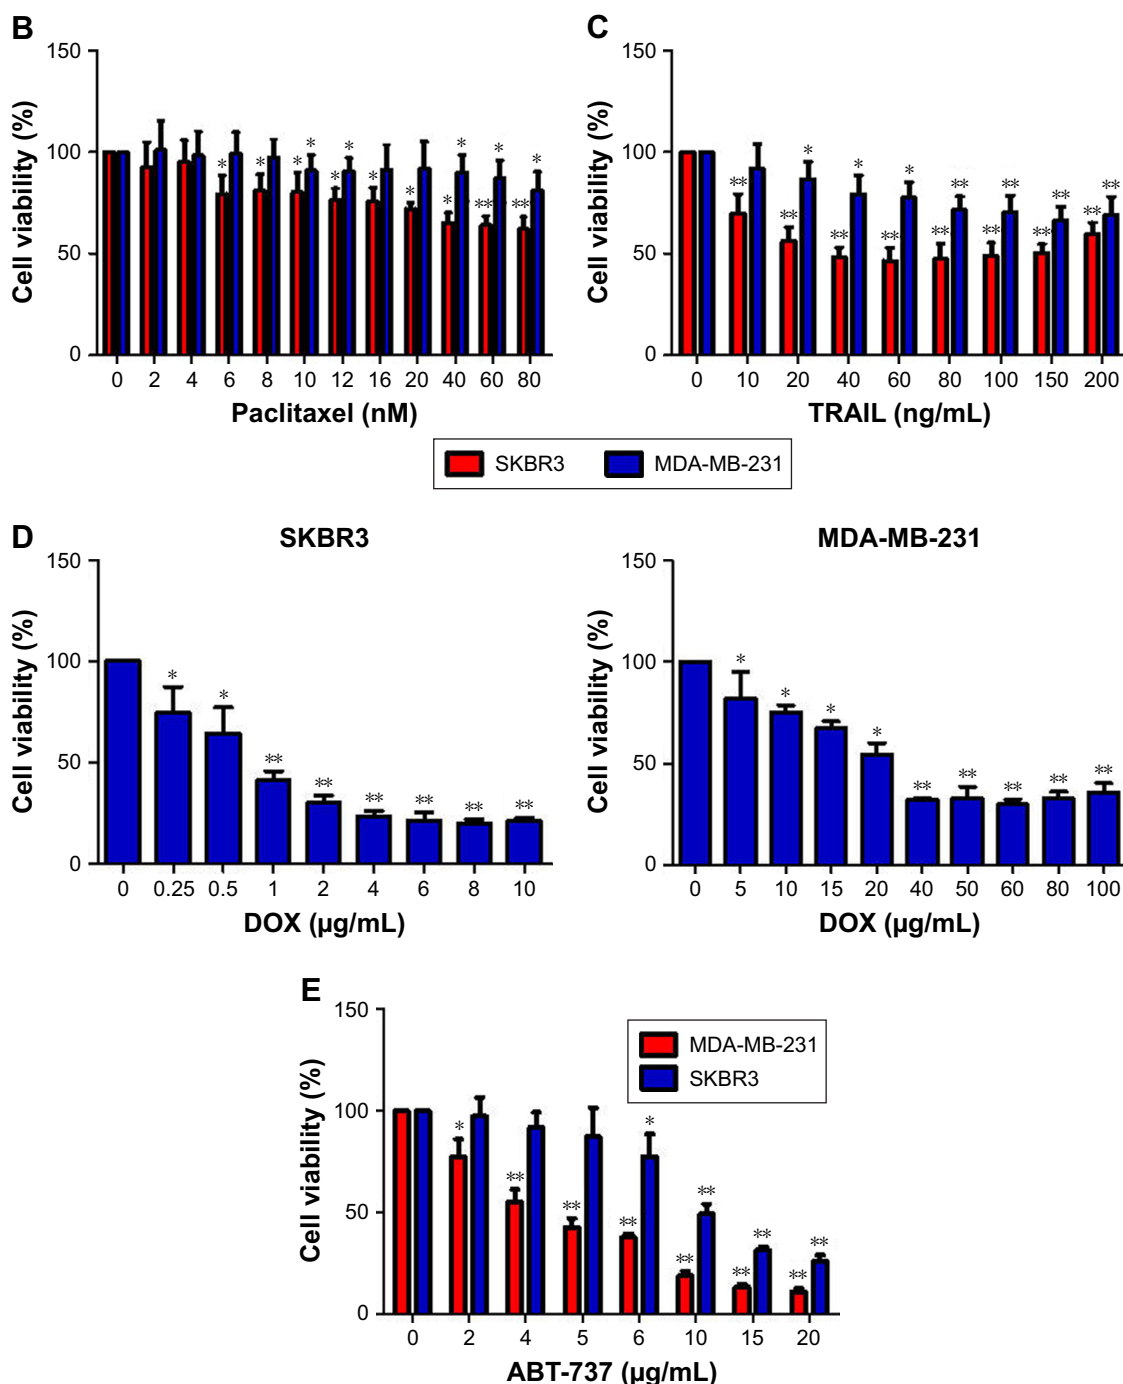 B
150
100
50
0
Cell viability (%)
* * * * * * * * * ** * ** *
0 2 4 6 8 10 12 16 20 40 60 80
Paclitaxel (nM)
C
150
100
50
0
Cell viability (%)
** ** * ** * ** * ** ** ** ** ** ** ** **
0 10 20 40 60 80 100 150 200
TRAIL (ng/mL)
SKBR3 MDA-MB-231
D
SKBR3
150
100
50
0
Cell viability (%)
* * ** ** ** ** ** **
0 0.25 0.5 1 2 4 6 8 10
DOX (µg/mL)
MDA-MB-231
150
100
50
0
Cell viability (%)
* * * * ** ** ** ** **
0 5 10 15 20 40 50 60 80 100
DOX (µg/mL)
E
150
100
50
0
Cell viability (%)
MDA-MB-231
SKBR3
* ** ** ** * ** ** ** ** ** **
0 2 4 5 6 10 15 20
ABT-737 (µg/mL)